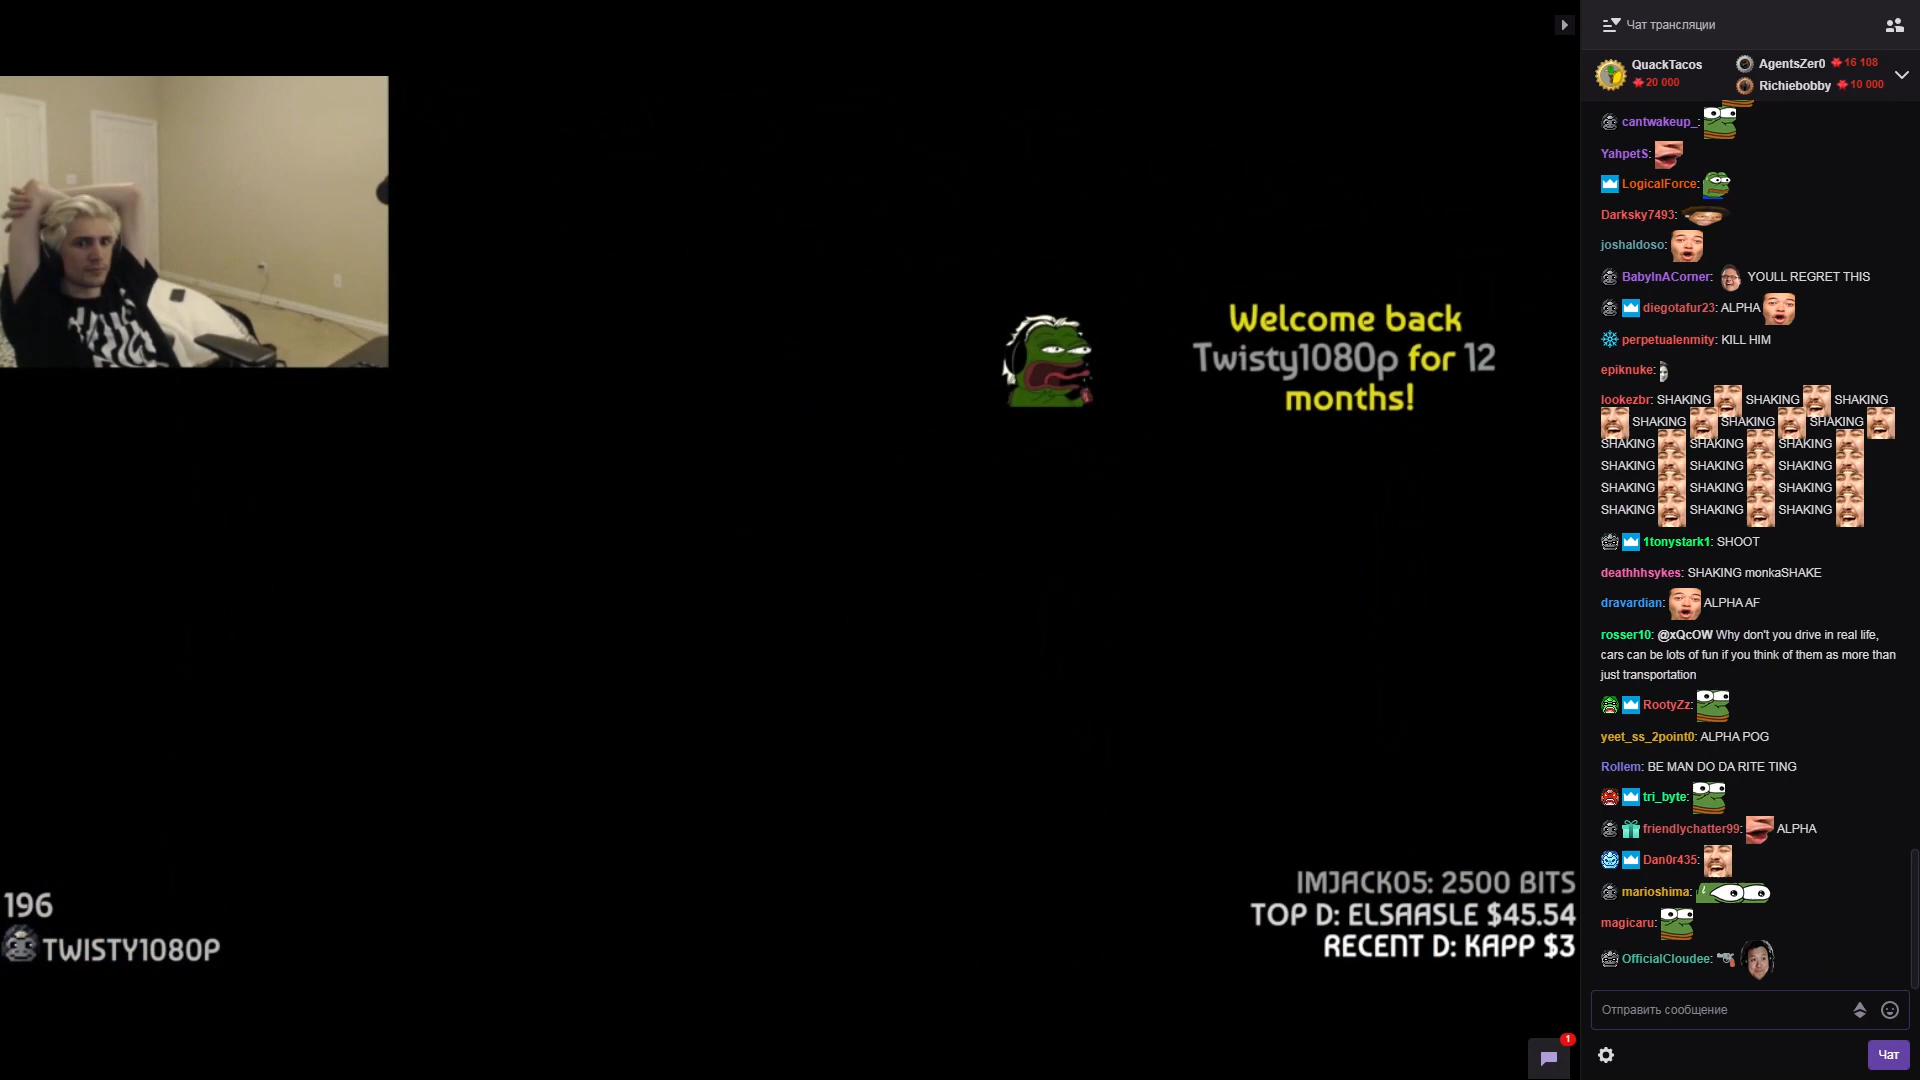 Чат трансляции
QuackTacos
20 000
AgentsZer0 16 108
Richiebobby 10 000
cantwakeup_:
YahpetS:
LogicalForce:
Darksky7493:
joshaldoso:
BabyInACorner: YOULL REGRET THIS
diegotafur23: ALPHA
perpetualenmity: KILL HIM
epiknuke:
lookezbr: SHAKING SHAKING SHAKING
SHAKING SHAKING SHAKING
SHAKING SHAKING SHAKING
SHAKING SHAKING SHAKING
SHAKING SHAKING SHAKING
SHAKING SHAKING SHAKING
1tonystark1: SHOOT
deathhhsykes: SHAKING monkaSHAKE
dravardian: ALPHA AF
rosser10: @xQcOW Why don't you drive in real life,
cars can be lots of fun if you think of them as more than
just transportation
RootyZz:
yeet_ss_2point0: ALPHA POG
Rollem: BE MAN DO DA RITE TING
tri_byte:
friendlychatter99: ALPHA
Dan0r435:
marioshima:
magicaru:
OfficialCloudee:
Отправить сообщение
Чат
1
Welcome back
Twisty1080p for 12
months!
196
TWISTY1080P
IMJACK05: 2500 BITS
TOP D: ELSAASLE $45.54
RECENT D: KAPP $3